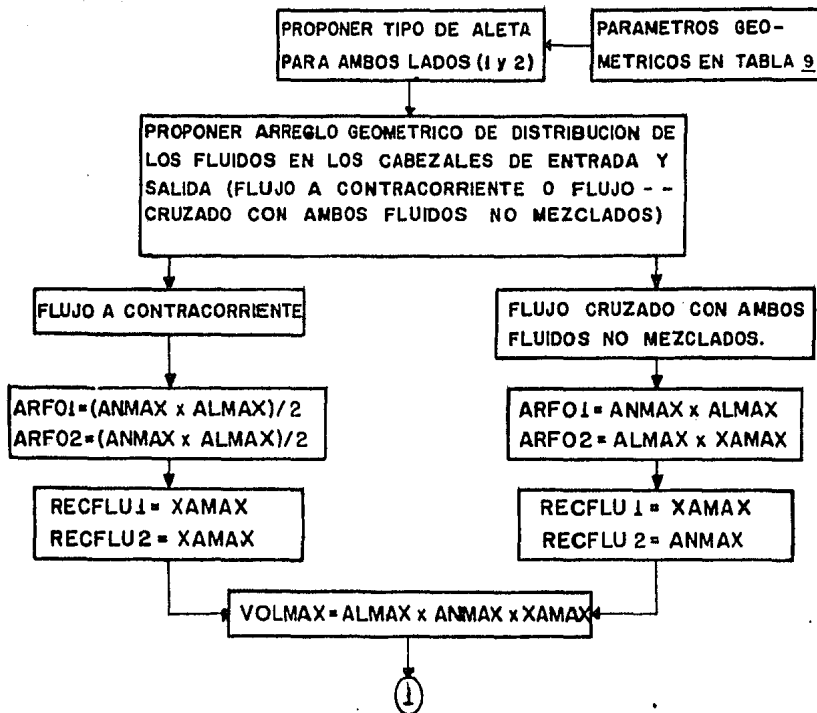 PROPONER TIPO DE ALETA
PARA AMBOS LADOS (1 y 2)
PARAMETROS GEO-
METRICOS EN TABLA 9
PROPONER ARREGLO GEOMETRICO DE DISTRIBUCION DE
LOS FLUIDOS EN LOS CABEZALES DE ENTRADA Y
SALIDA (FLUJO A CONTRACORRIENTE O FLUJO - -
CRUZADO CON AMBOS FLUIDOS NO MEZCLADOS)
FLUJO A CONTRACORRIENTE
FLUJO CRUZADO CON AMBOS
FLUIDOS NO MEZCLADOS.
ARFO1=(ANMAX x ALMAX)/2
ARFO2=(ANMAX x ALMAX)/2
ARFO1= ANMAX x ALMAX
ARFO2= ALMAX x XAMAX
RECFLU1= XAMAX
RECFLU2= XAMAX
RECFLU 1= XAMAX
RECFLU 2= ANMAX
VOLMAX= ALMAX x ANMAX x XAMAX
1